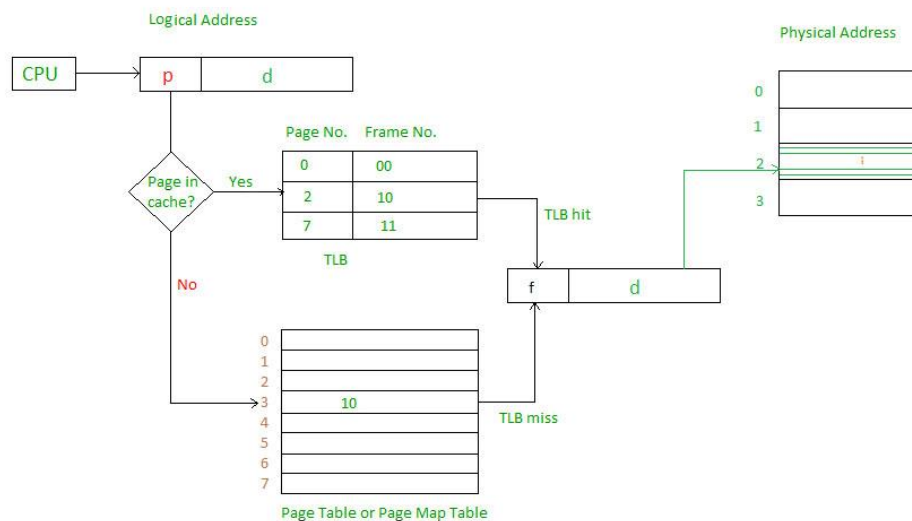 Logical Address
Physical Address
CPU
p d
0
1
2 i
3
Page No. Frame No.
Page in
cache?
Yes
0 00
2 10
7 11
TLB
TLB hit
No
f d
0
1
2
3 10
4
5
6
7
TLB miss
Page Table or Page Map Table